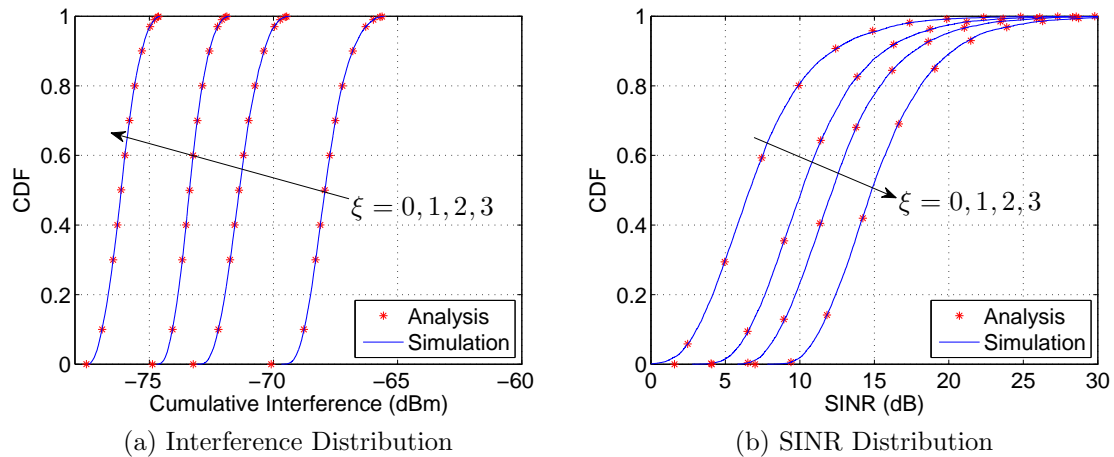 1
0.8
0.6
0.4
0.2
0
CDF
ξ = 0, 1, 2, 3
Analysis
Simulation
−75
−70
−65
−60
Cumulative Interference (dBm)
(a) Interference Distribution
1
0.8
0.6
0.4
0.2
0
CDF
ξ = 0, 1, 2, 3
Analysis
Simulation
0
5
10
15
20
25
30
SINR (dB)
(b) SINR Distribution